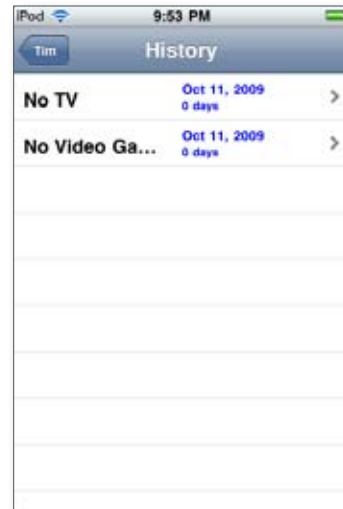 iPod 9:53 PM
Tim History
No TV Oct 11, 2009
0 days
No Video Ga... Oct 11, 2009
0 days